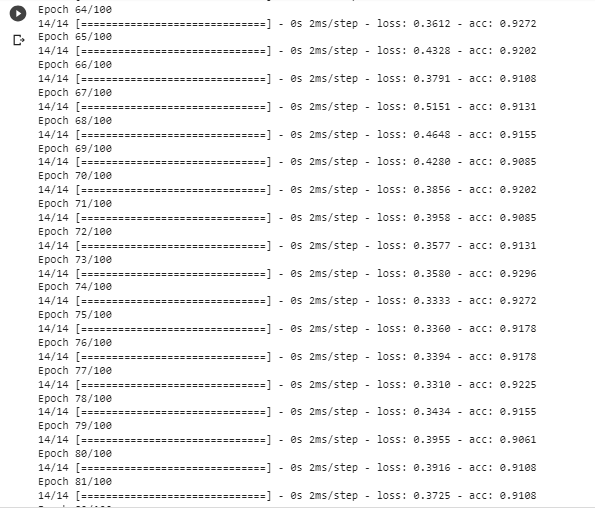 Epoch 64/100
14/14 [==============================] - 0s 2ms/step - loss: 0.3612 - acc: 0.9272
Epoch 65/100
14/14 [==============================] - 0s 2ms/step - loss: 0.4328 - acc: 0.9202
Epoch 66/100
14/14 [==============================] - 0s 2ms/step - loss: 0.3791 - acc: 0.9108
Epoch 67/100
14/14 [==============================] - 0s 2ms/step - loss: 0.5151 - acc: 0.9131
Epoch 68/100
14/14 [==============================] - 0s 2ms/step - loss: 0.4648 - acc: 0.9155
Epoch 69/100
14/14 [==============================] - 0s 2ms/step - loss: 0.4280 - acc: 0.9085
Epoch 70/100
14/14 [==============================] - 0s 2ms/step - loss: 0.3856 - acc: 0.9202
Epoch 71/100
14/14 [==============================] - 0s 2ms/step - loss: 0.3958 - acc: 0.9085
Epoch 72/100
14/14 [==============================] - 0s 2ms/step - loss: 0.3577 - acc: 0.9131
Epoch 73/100
14/14 [==============================] - 0s 2ms/step - loss: 0.3580 - acc: 0.9296
Epoch 74/100
14/14 [==============================] - 0s 2ms/step - loss: 0.3333 - acc: 0.9272
Epoch 75/100
14/14 [==============================] - 0s 2ms/step - loss: 0.3360 - acc: 0.9178
Epoch 76/100
14/14 [==============================] - 0s 2ms/step - loss: 0.3394 - acc: 0.9178
Epoch 77/100
14/14 [==============================] - 0s 2ms/step - loss: 0.3310 - acc: 0.9225
Epoch 78/100
14/14 [==============================] - 0s 2ms/step - loss: 0.3434 - acc: 0.9155
Epoch 79/100
14/14 [==============================] - 0s 2ms/step - loss: 0.3955 - acc: 0.9061
Epoch 80/100
14/14 [==============================] - 0s 2ms/step - loss: 0.3916 - acc: 0.9108
Epoch 81/100
14/14 [==============================] - 0s 2ms/step - loss: 0.3725 - acc: 0.9108